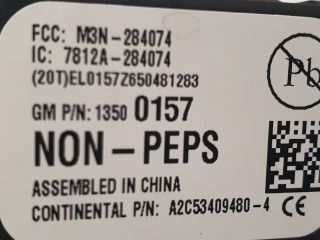 FCC: M3N-284074
IC: 7812A-284074
(20T)EL0157Z650481283
Pb
GM P/N: 1350 0157
NON-PEPS
ASSEMBLED IN CHINA
CONTINENTAL P/N: A2C53409480-4 CE